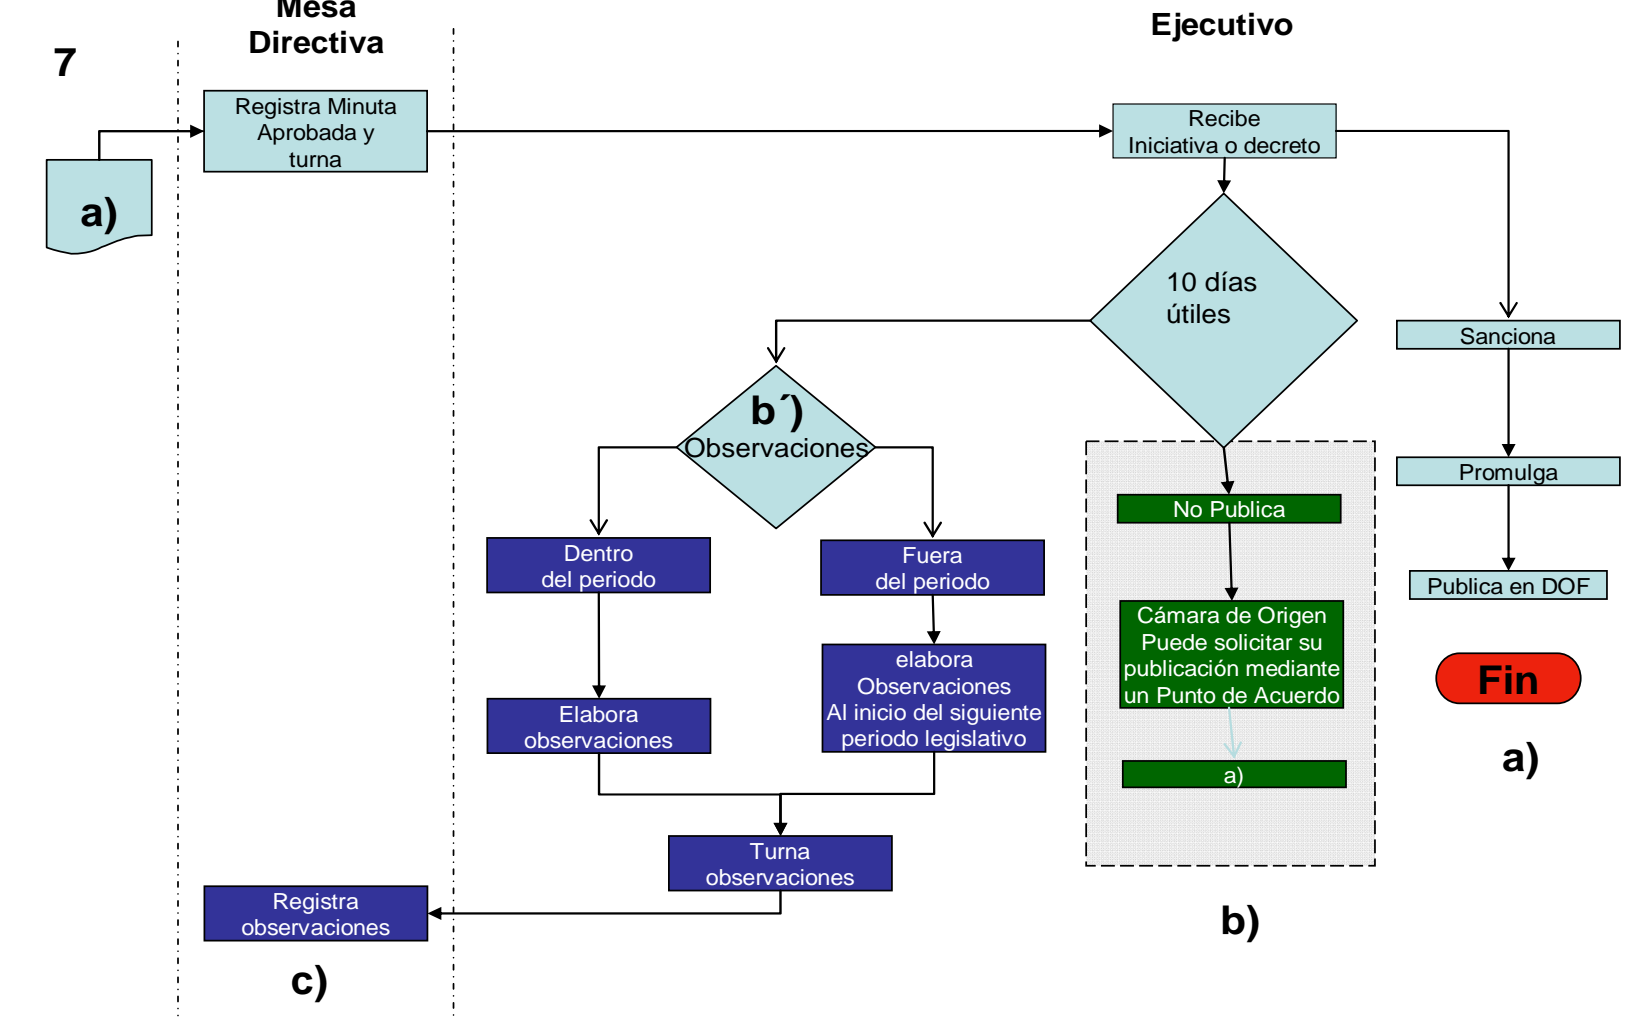 Mesa
Directiva
Ejecutivo
7
Registra Minuta
Aprobada y
turna
Recibe
Iniciativa o decreto
a)
10 días
útiles
Sanciona
b´)
Observaciones
Promulga
No Publica
Dentro
del periodo
Fuera
del periodo
Publica en DOF
Cámara de Origen
Puede solicitar su
publicación mediante
un Punto de Acuerdo
elabora
Observaciones
Al inicio del siguiente
periodo legislativo
Fin
Elabora
observaciones
a)
a)
Turna
observaciones
Registra
observaciones
b)
c)